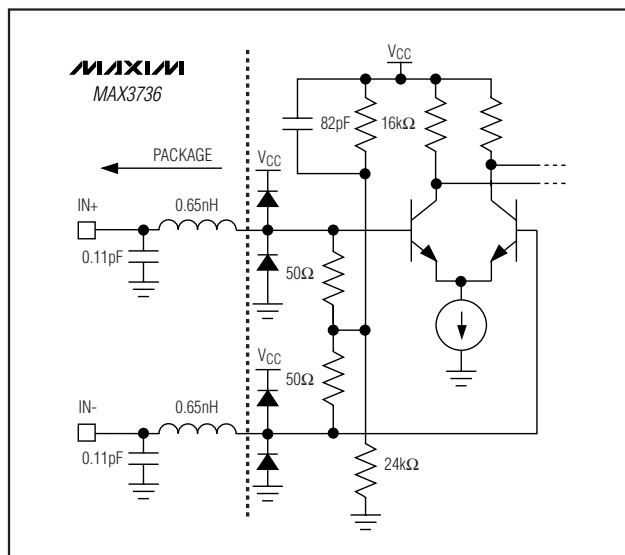 MAXIM
MAX3736
VCC
82pF
16kΩ
PACKAGE
VCC
IN+
0.65nH
0.11pF
50Ω
VCC
50Ω
IN-
0.65nH
0.11pF
24kΩ